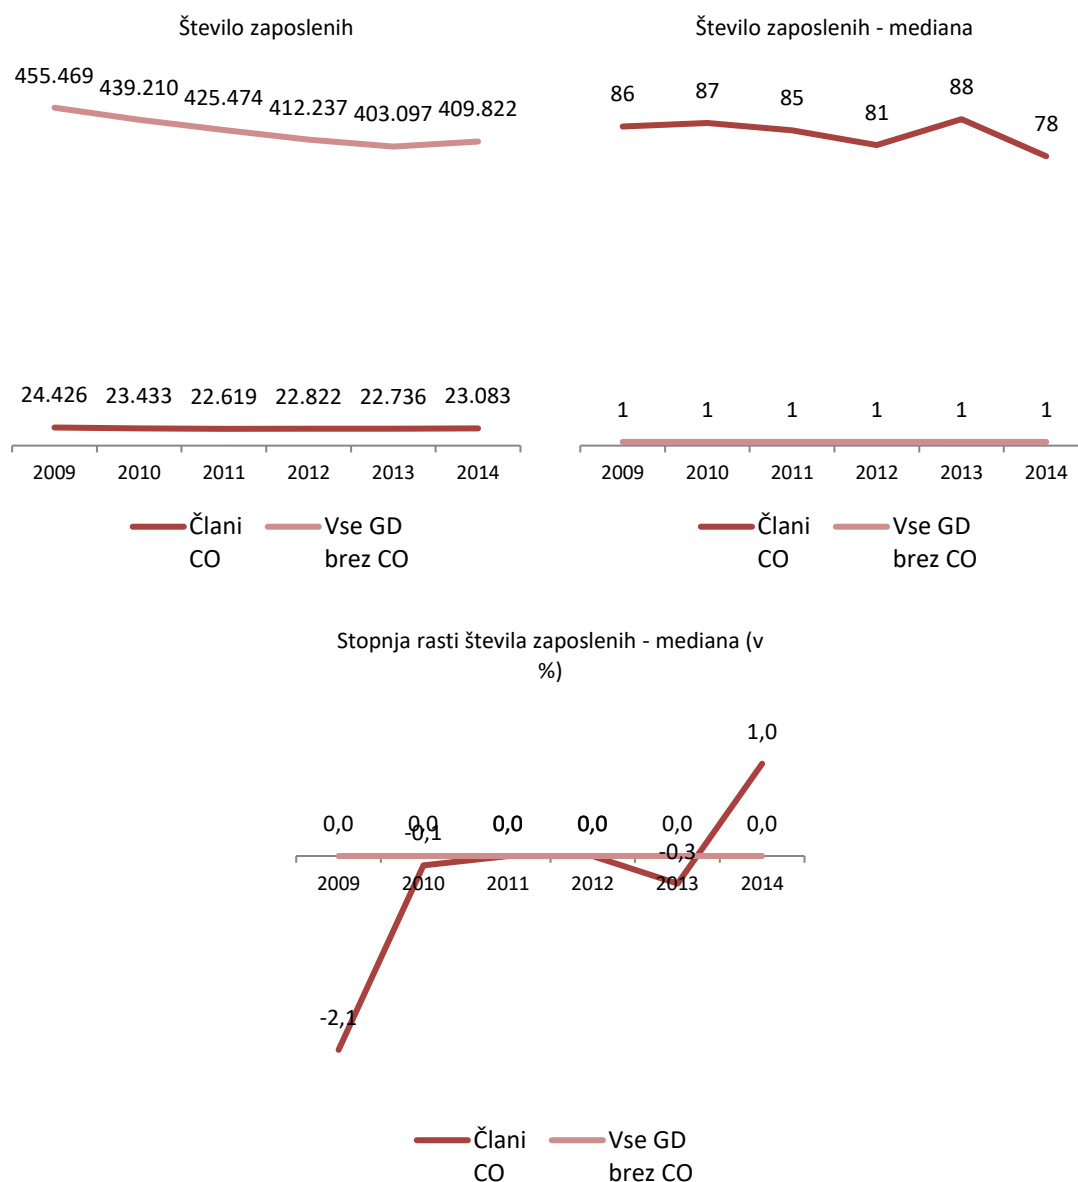 Število zaposlenih
455.469 439.210 425.474 412.237 403.097 409.822
24.426 23.433 22.619 22.822 22.736 23.083
2009 2010 2011 2012 2013 2014
Člani CO
Vse GD brez CO
Število zaposlenih - mediana
86 87 85 81 88 78
1 1 1 1 1 1
2009 2010 2011 2012 2013 2014
Člani CO
Vse GD brez CO
Stopnja rasti števila zaposlenih - mediana (v
%)
1,0
0,0 0,0 0,0 0,0 0,0 0,0
-0,1 0,0 0,0 -0,3
2009 2010 2011 2012 2013 2014
-2,1
Člani CO
Vse GD brez CO